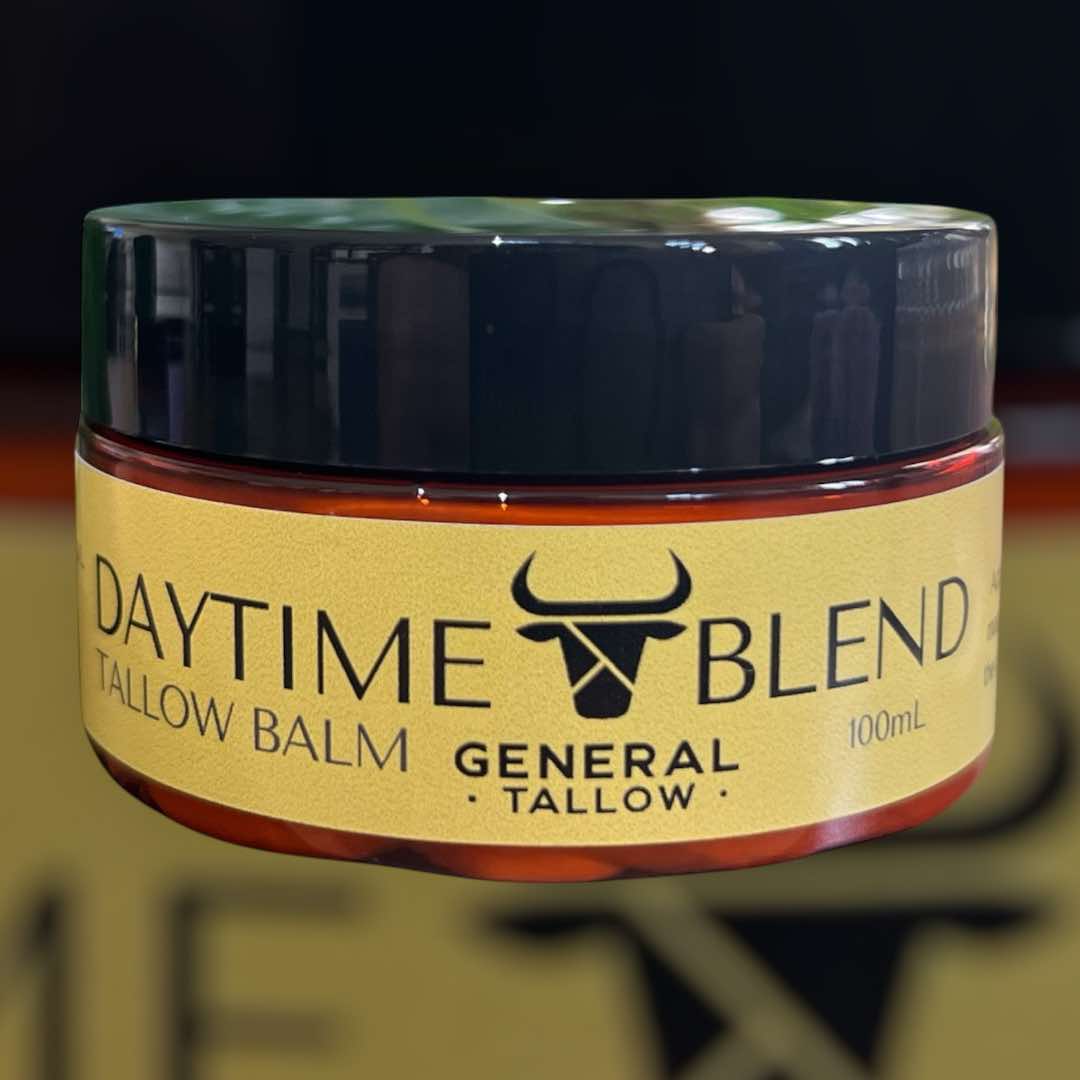 DAYTIME BLEND
TALLOW BALM
100mL
GENERAL
· TALLOW ·